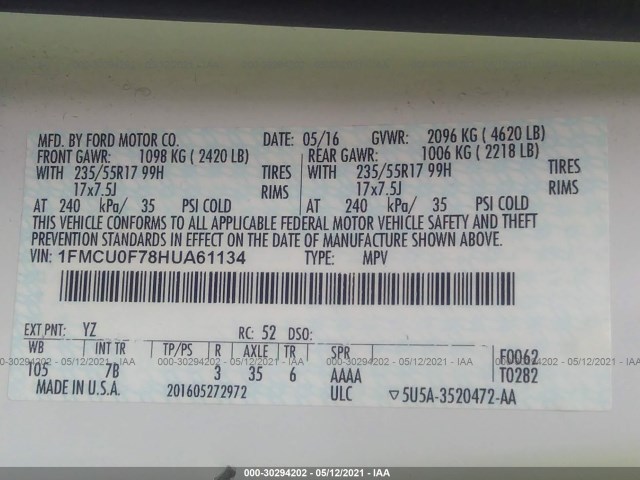 MFD. BY FORD MOTOR CO. DATE: 05/16 GVWR: 2096 KG ( 4620 LB)
FRONT GAWR: 1098 KG ( 2420 LB) REAR GAWR: 1006 KG ( 2218 LB)
WITH 235/55R17 99H TIRES WITH 235/55R17 99H TIRES
17x7.5J RIMS 17x7.5J RIMS
AT 240 kPa/ 35 PSI COLD AT 240 kPa/ 35 PSI COLD
THIS VEHICLE CONFORMS TO ALL APPLICABLE FEDERAL MOTOR VEHICLE SAFETY AND THEFT
PREVENTION STANDARDS IN EFFECT ON THE DATE OF MANUFACTURE SHOWN ABOVE.
VIN: 1FMCU0F78HUA61134 TYPE: MPV
EXT PNT: YZ RC: 52 DSO:
WB INT TR TP/PS R AXLE TR SPR F0062
000-30294202 - 05/12/2021 - IAA
105 7B 3 35 6 AAAA T0282
MADE IN U.S.A. 201605272972 ULC ▽5U5A-3520472-AA
000-30294202 - 05/12/2021 - IAA